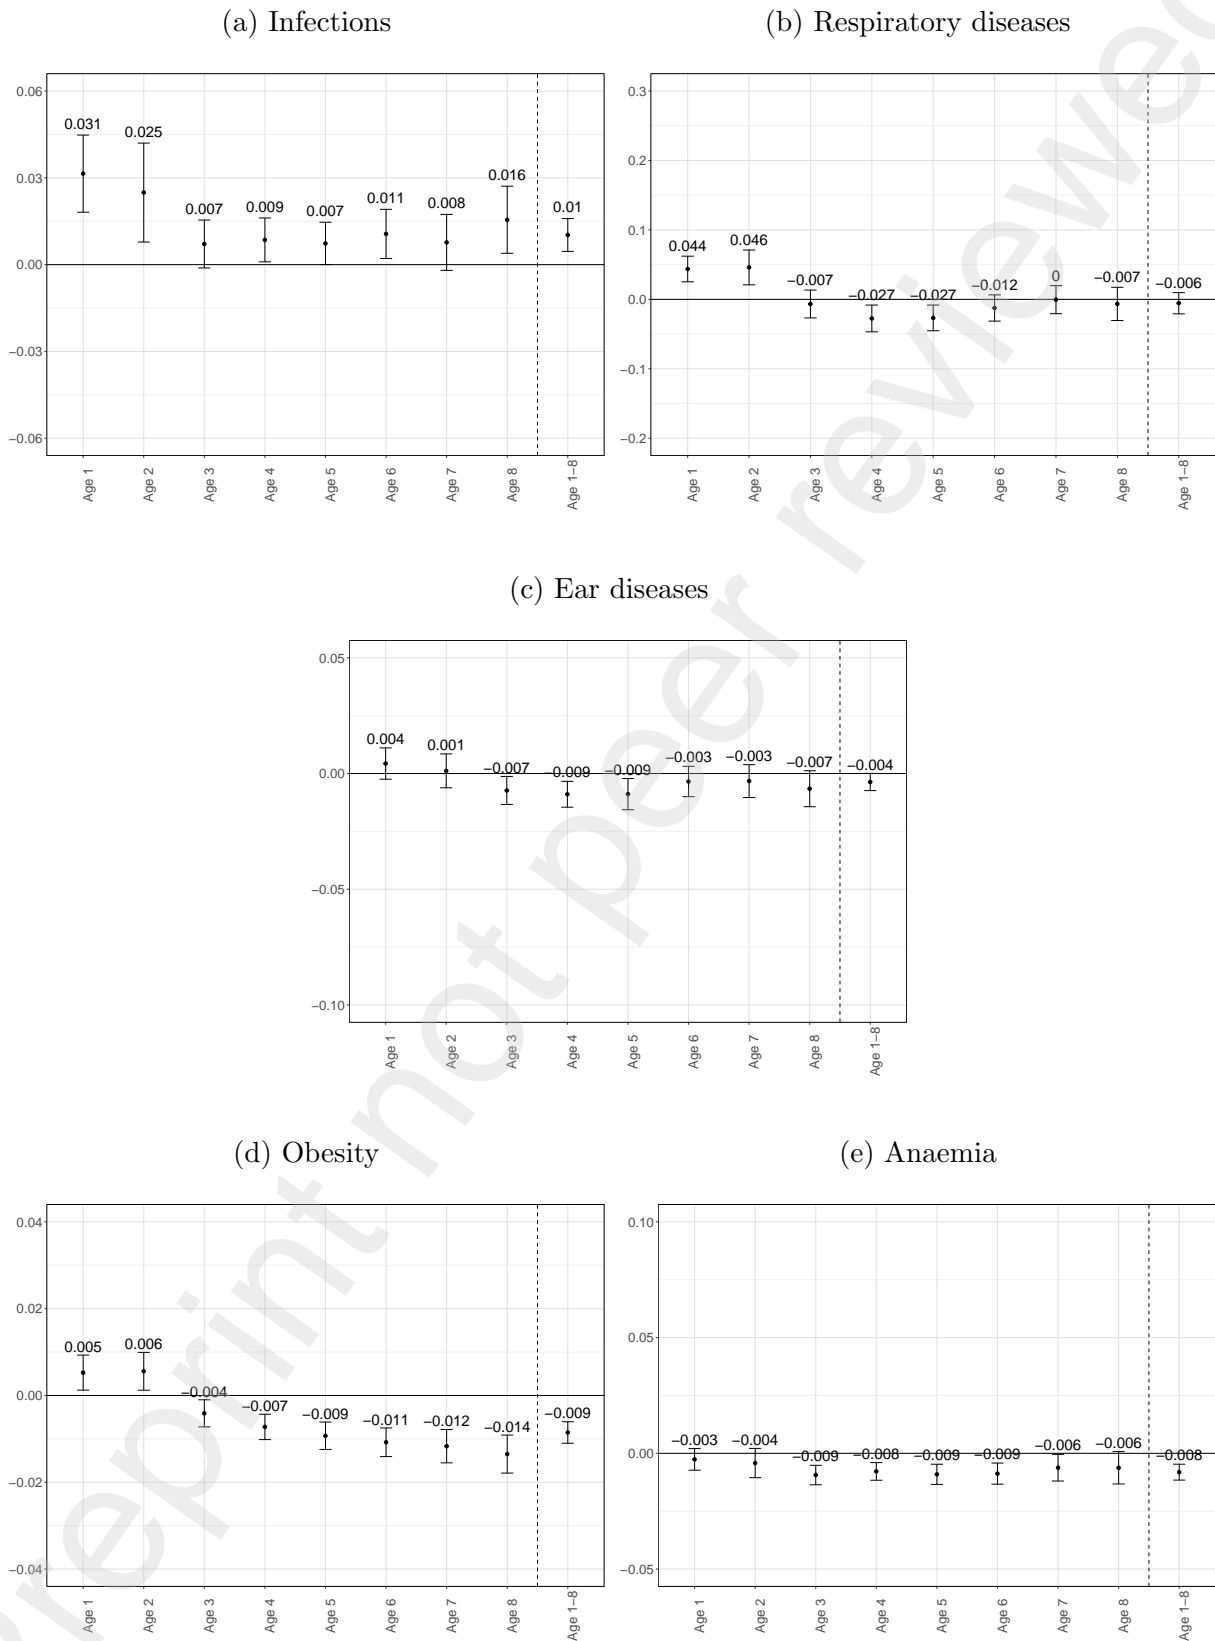 (a) Infections
0.06
0.03
0.00
−0.03
−0.06
0.031
0.025
0.007
0.009
0.007
0.011
0.008
0.016
0.01
Age 1
Age 2
Age 3
Age 4
Age 5
Age 6
Age 7
Age 8
Age 1−8
(b) Respiratory diseases
0.3
0.2
0.1
0.0
−0.1
−0.2
0.044
0.046
−0.007
−0.027
−0.027
−0.012
0
−0.007
−0.006
Age 1
Age 2
Age 3
Age 4
Age 5
Age 6
Age 7
Age 8
Age 1−8
(c) Ear diseases
0.05
0.00
−0.05
−0.10
0.004
0.001
−0.007
−0.009
−0.009
−0.003
−0.003
−0.007
−0.004
Age 1
Age 2
Age 3
Age 4
Age 5
Age 6
Age 7
Age 8
Age 1−8
(d) Obesity
0.04
0.02
0.00
−0.02
−0.04
0.005
0.006
−0.004
−0.007
−0.009
−0.011
−0.012
−0.014
−0.009
Age 1
Age 2
Age 3
Age 4
Age 5
Age 6
Age 7
Age 8
Age 1−8
(e) Anaemia
0.10
0.05
0.00
−0.05
−0.003
−0.004
−0.009
−0.008
−0.009
−0.009
−0.006
−0.006
−0.008
Age 1
Age 2
Age 3
Age 4
Age 5
Age 6
Age 7
Age 8
Age 1−8
Preprint not peer reviewed